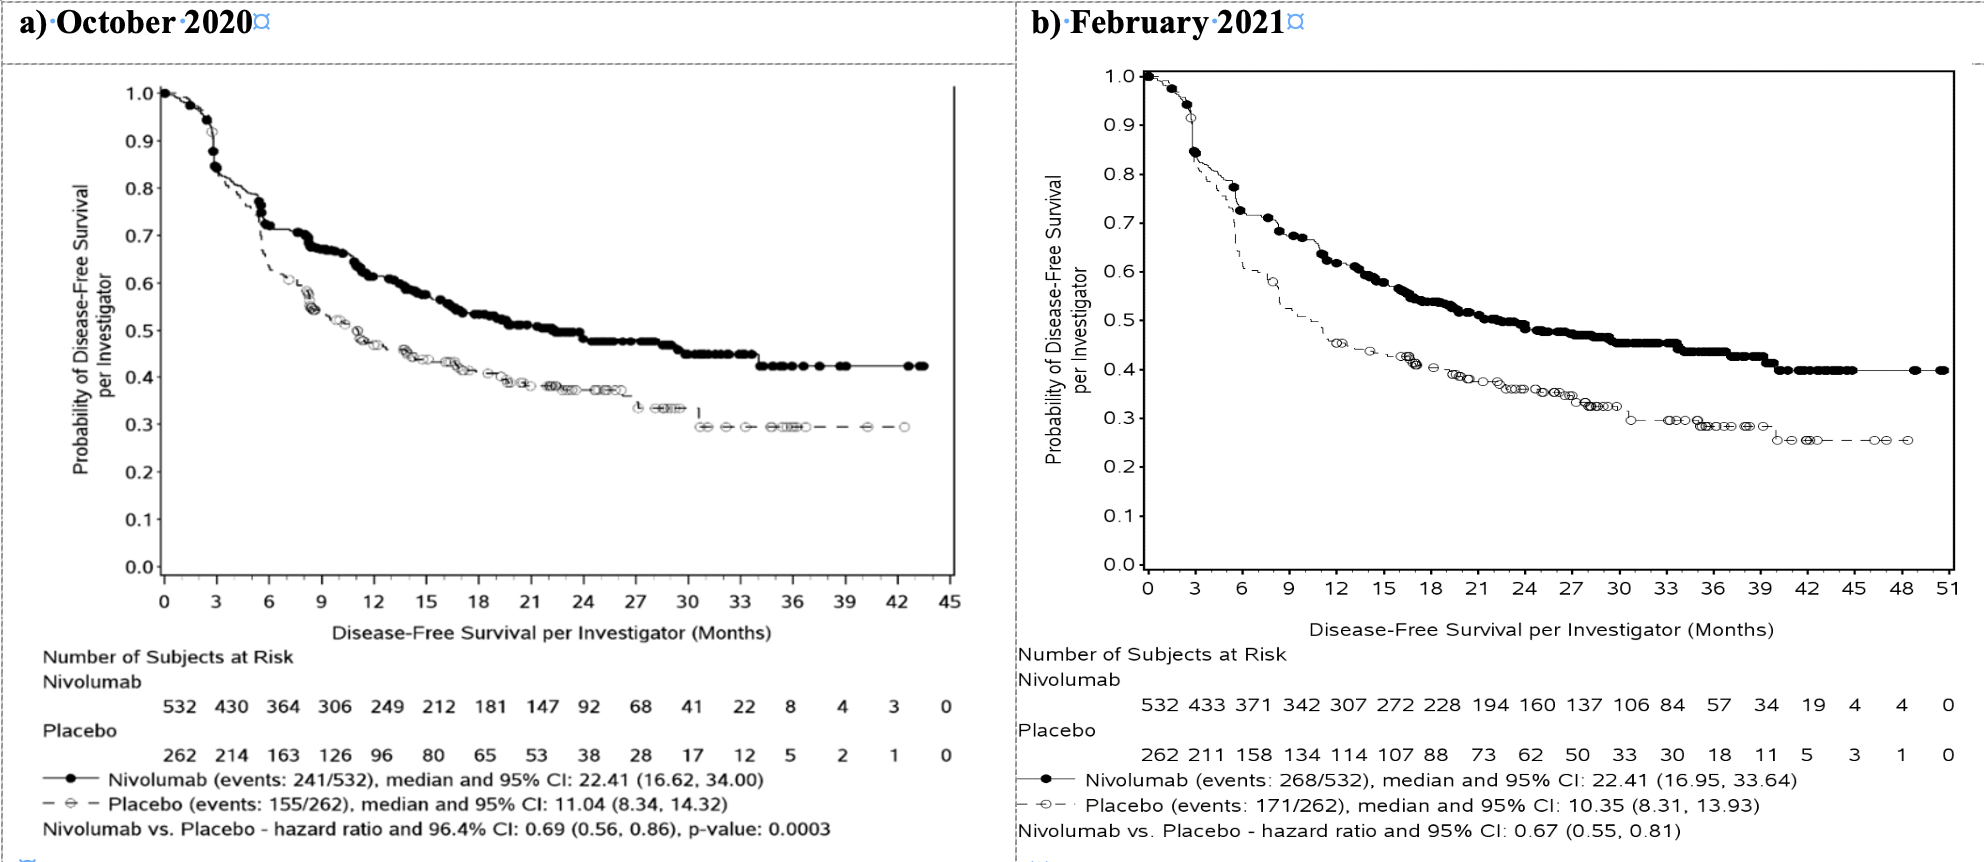 a) October 2020¤
1.0
0.9
0.8
0.7
0.6
0.5
0.4
0.3
0.2
0.1
0.0
Probability of Disease-Free Survival
per Investigator
0 3 6 9 12 15 18 21 24 27 30 33 36 39 42 45
Disease-Free Survival per Investigator (Months)
Number of Subjects at Risk
Nivolumab
532 430 364 306 249 212 181 147 92 68 41 22 8 4 3 0
Placebo
262 214 163 126 96 80 65 53 38 28 17 12 5 2 1 0
Nivolumab (events: 241/532), median and 95% CI: 22.41 (16.62, 34.00)
Placebo (events: 155/262), median and 95% CI: 11.04 (8.34, 14.32)
Nivolumab vs. Placebo - hazard ratio and 96.4% CI: 0.69 (0.56, 0.86), p-value: 0.0003
b) February 2021¤
1.0
0.9
0.8
0.7
0.6
0.5
0.4
0.3
0.2
0.1
0.0
Probability of Disease-Free Survival
per Investigator
0 3 6 9 12 15 18 21 24 27 30 33 36 39 42 45 48 51
Disease-Free Survival per Investigator (Months)
Number of Subjects at Risk
Nivolumab
532 433 371 342 307 272 228 194 160 137 106 84 57 34 19 4 4 0
Placebo
262 211 158 134 114 107 88 73 62 50 33 30 18 11 5 3 1 0
Nivolumab (events: 268/532), median and 95% CI: 22.41 (16.95, 33.64)
Placebo (events: 171/262), median and 95% CI: 10.35 (8.31, 13.93)
Nivolumab vs. Placebo - hazard ratio and 95% CI: 0.67 (0.55, 0.81)